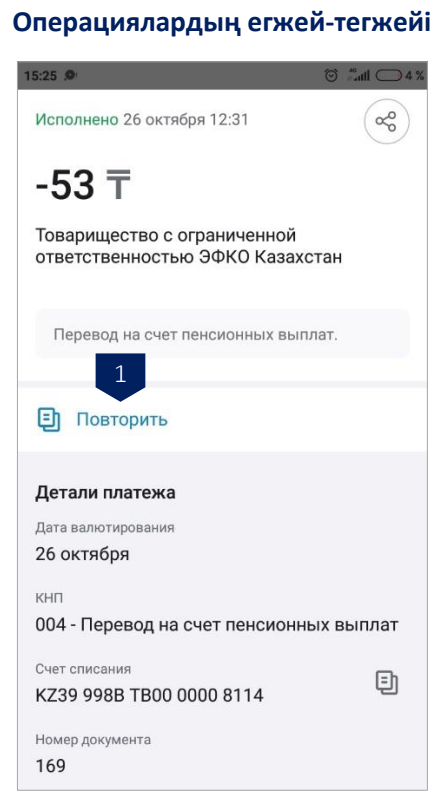 Операциялардың егжей-тегжейі
15:25 4 %
Исполнено 26 октября 12:31
-53 ₸
Товарищество с ограниченной
ответственностью ЭФКО Казахстан
Перевод на счет пенсионных выплат.
1
Повторить
Детали платежа
Дата валютирования
26 октября
КНП
004 - Перевод на счет пенсионных выплат
Счет списания
KZ39 998B TB00 0000 8114
Номер документа
169